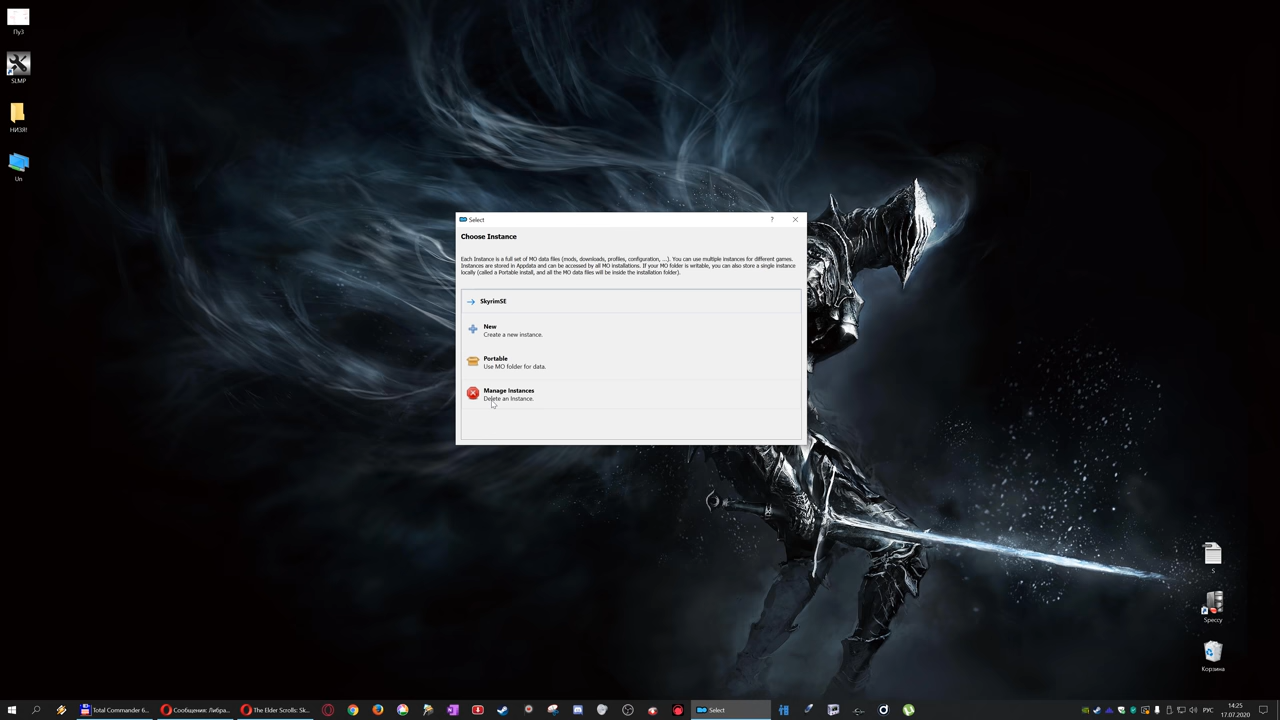 Пу3
SLMP
НИЗЯ!
Un
Select
?
Choose Instance
Each Instance is a full set of MO data files (mods, downloads, profiles, configuration, ...). You can use multiple instances for different games.
Instances are stored in Appdata and can be accessed by all MO installations. If your MO folder is writable, you can also store a single instance
locally (called a Portable install, and all the MO data files will be inside the installation folder).
SkyrimSE
New
Create a new instance.
Portable
Use MO folder for data.
Manage Instances
Delete an Instance.
S
Speccy
Корзина
Total Commander 6...
Сообщения: Либра...
The Elder Scrolls: Sk...
Select
РУС
14:25
17.07.2020